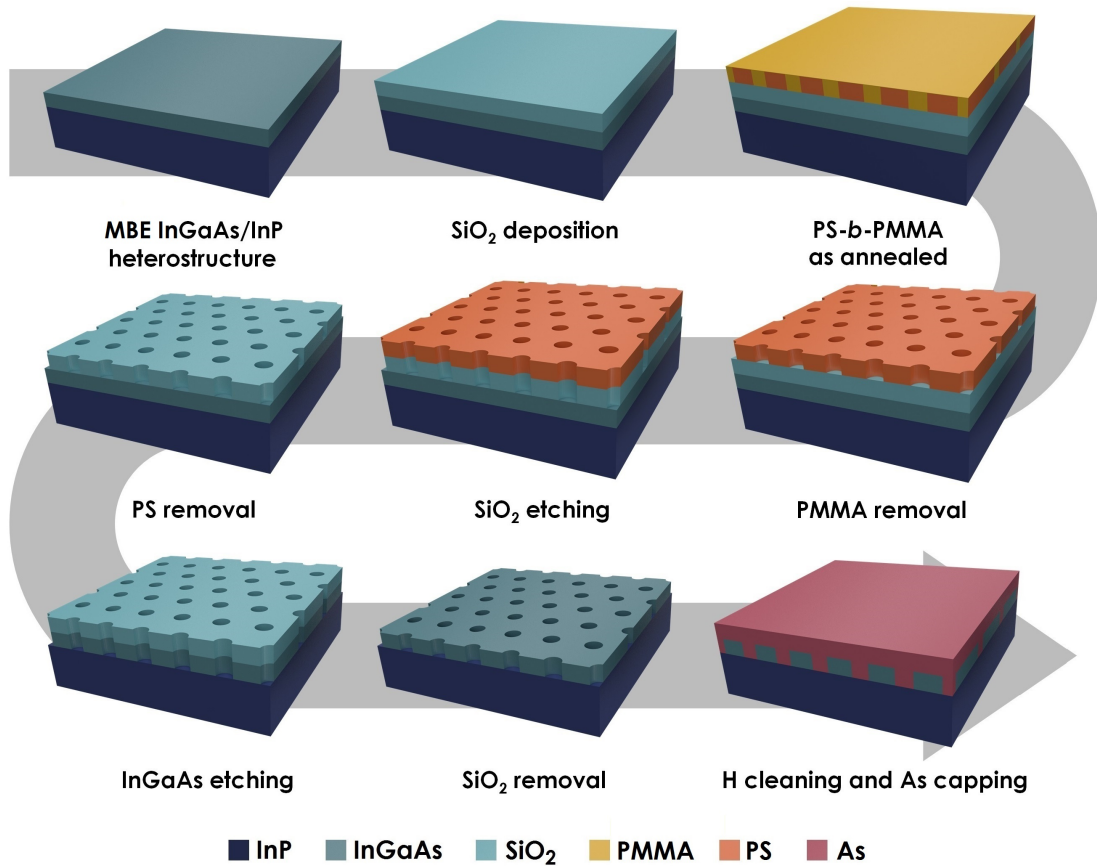 MBE InGaAs/InP
heterostructure
SiO₂ deposition
PS-b-PMMA
as annealed
PS removal
SiO₂ etching
PMMA removal
InGaAs etching
SiO₂ removal
H cleaning and As capping
InP
InGaAs
SiO₂
PMMA
PS
As